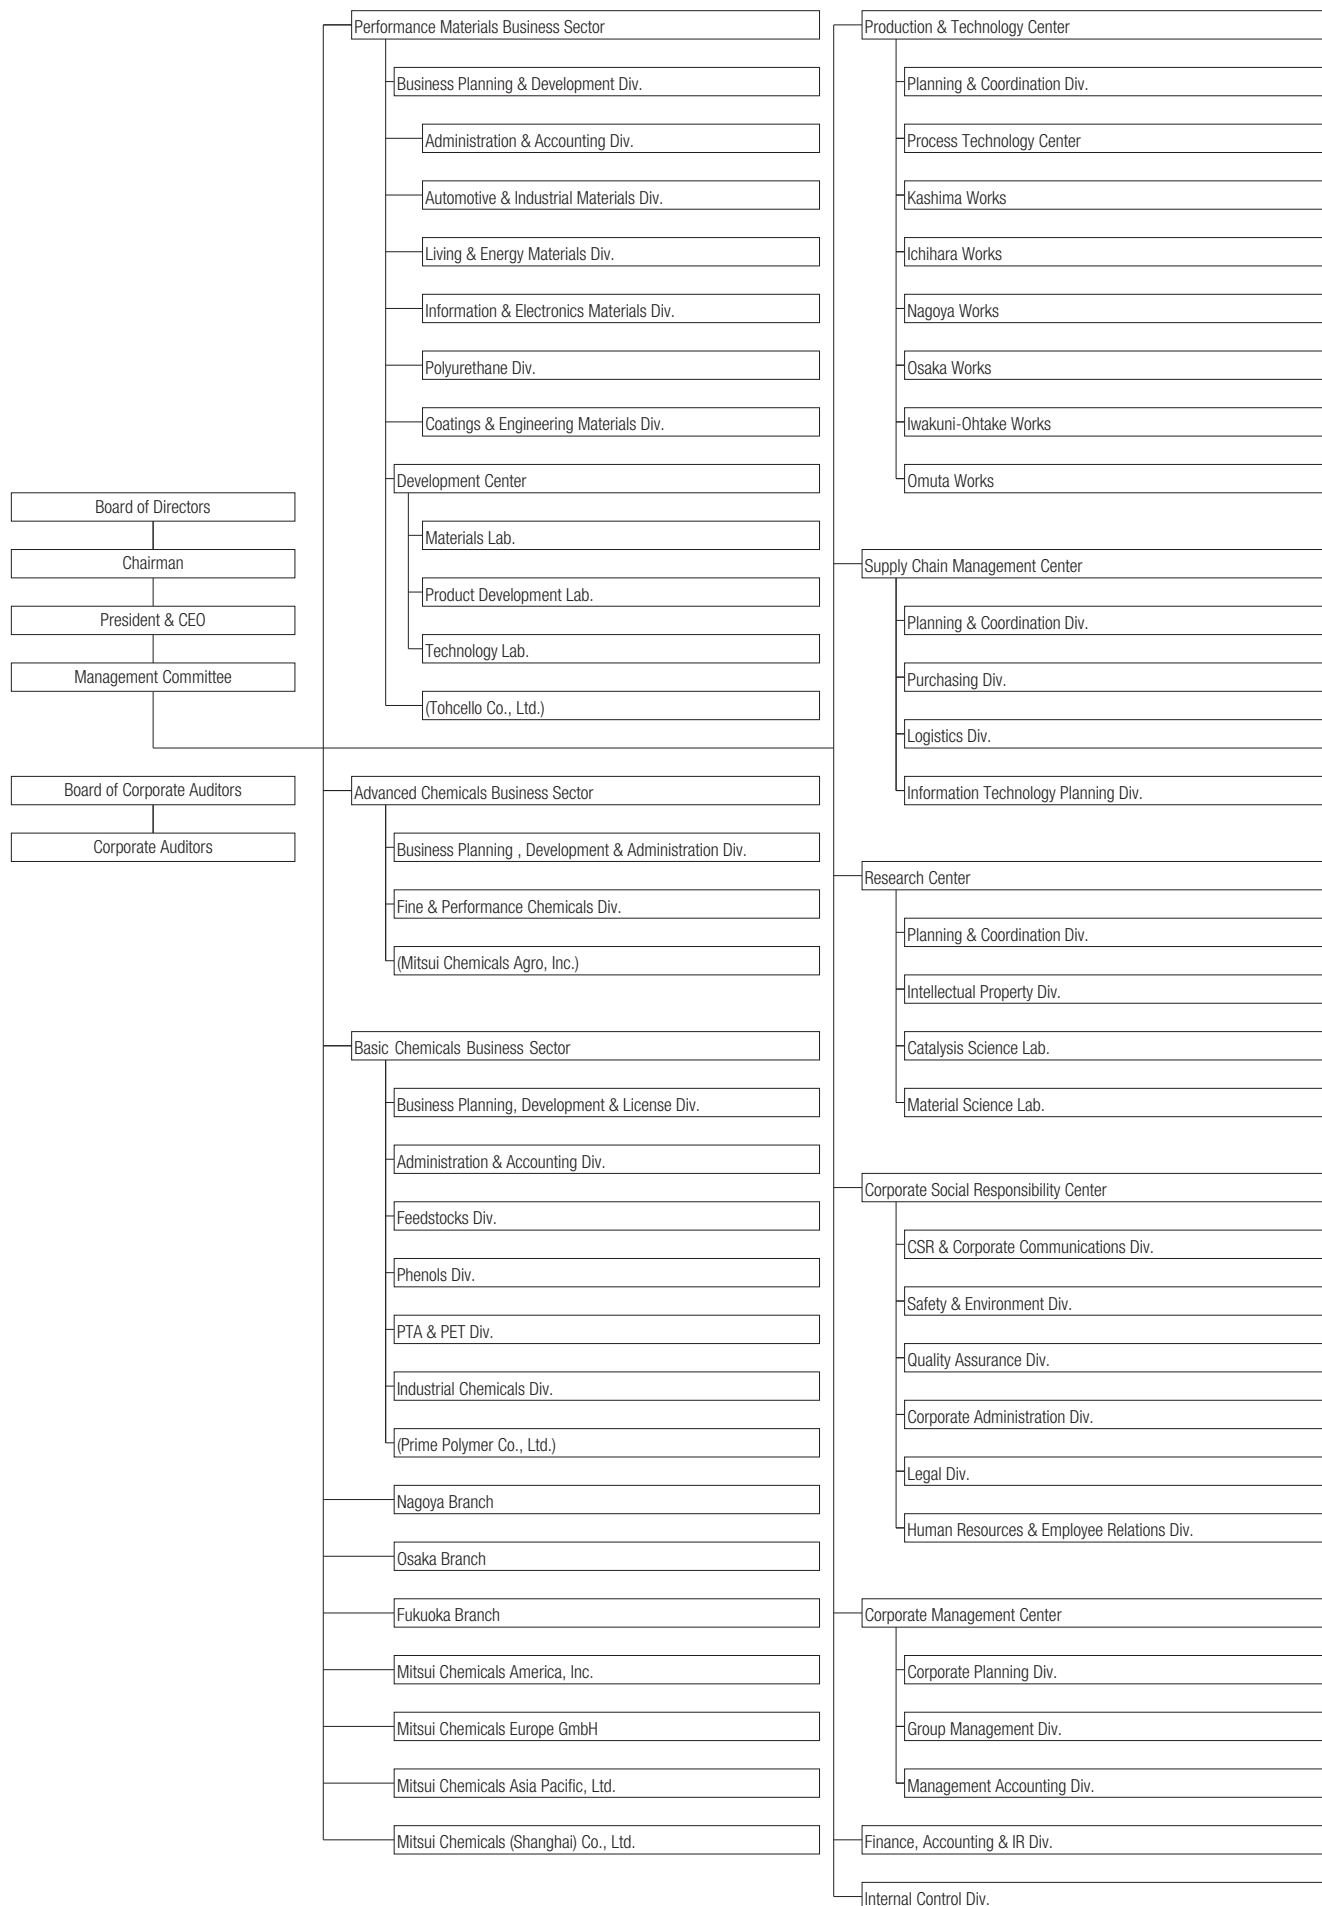 Board of Directors
Chairman
President & CEO
Management Committee
Board of Corporate Auditors
Corporate Auditors
Performance Materials Business Sector
Business Planning & Development Div.
Administration & Accounting Div.
Automotive & Industrial Materials Div.
Living & Energy Materials Div.
Information & Electronics Materials Div.
Polyurethane Div.
Coatings & Engineering Materials Div.
Development Center
Materials Lab.
Product Development Lab.
Technology Lab.
(Tohcello Co., Ltd.)
Advanced Chemicals Business Sector
Business Planning , Development & Administration Div.
Fine & Performance Chemicals Div.
(Mitsui Chemicals Agro, Inc.)
Basic Chemicals Business Sector
Business Planning, Development & License Div.
Administration & Accounting Div.
Feedstocks Div.
Phenols Div.
PTA & PET Div.
Industrial Chemicals Div.
(Prime Polymer Co., Ltd.)
Nagoya Branch
Osaka Branch
Fukuoka Branch
Mitsui Chemicals America, Inc.
Mitsui Chemicals Europe GmbH
Mitsui Chemicals Asia Pacific, Ltd.
Mitsui Chemicals (Shanghai) Co., Ltd.
Production & Technology Center
Planning & Coordination Div.
Process Technology Center
Kashima Works
Ichihara Works
Nagoya Works
Osaka Works
Iwakuni-Ohtake Works
Omuta Works
Supply Chain Management Center
Planning & Coordination Div.
Purchasing Div.
Logistics Div.
Information Technology Planning Div.
Research Center
Planning & Coordination Div.
Intellectual Property Div.
Catalysis Science Lab.
Material Science Lab.
Corporate Social Responsibility Center
CSR & Corporate Communications Div.
Safety & Environment Div.
Quality Assurance Div.
Corporate Administration Div.
Legal Div.
Human Resources & Employee Relations Div.
Corporate Management Center
Corporate Planning Div.
Group Management Div.
Management Accounting Div.
Finance, Accounting & IR Div.
Internal Control Div.